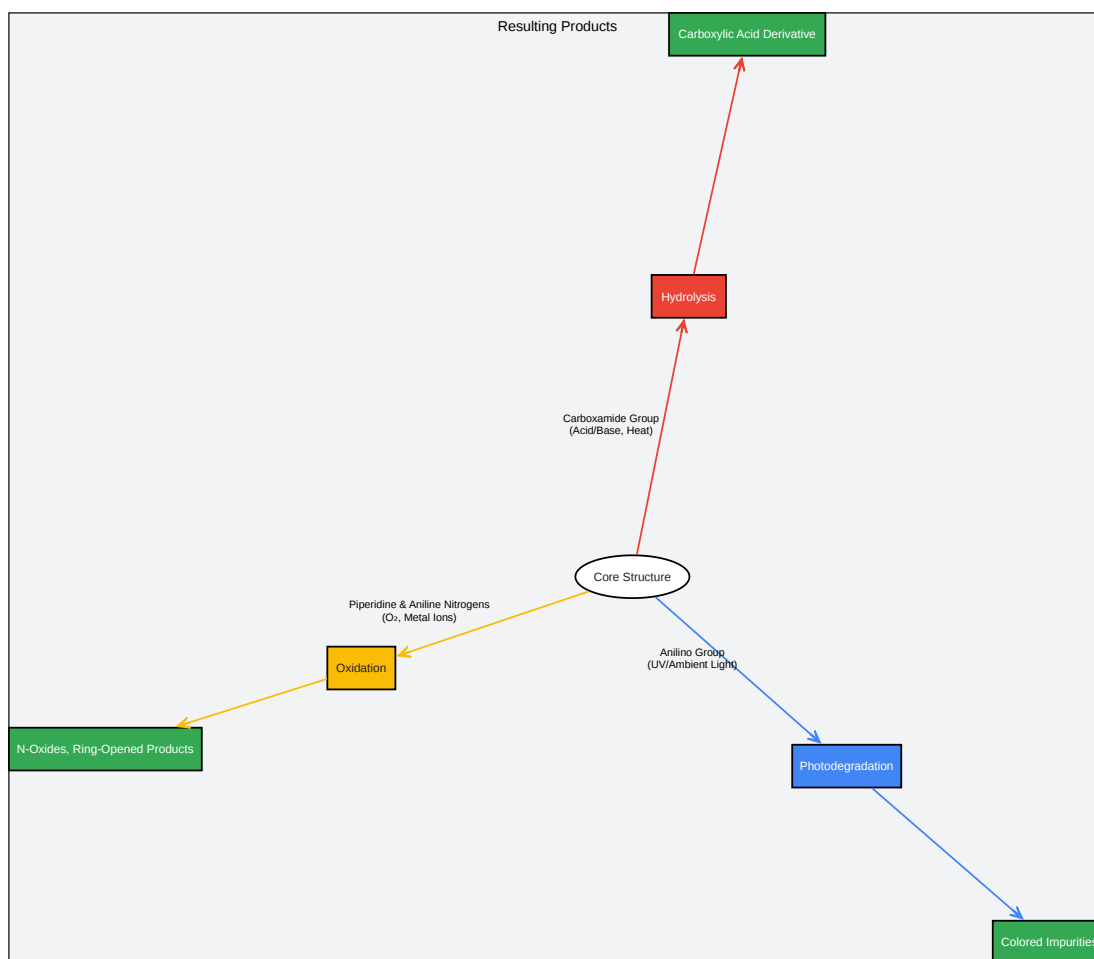 Resulting Products
Carboxylic Acid Derivative
Hydrolysis
Carboxamide Group
(Acid/Base, Heat)
Core Structure
Piperidine & Aniline Nitrogens
(O₂, Metal Ions)
Anilino Group
(UV/Ambient Light)
Oxidation
N-Oxides, Ring-Opened Products
Photodegradation
Colored Impurities